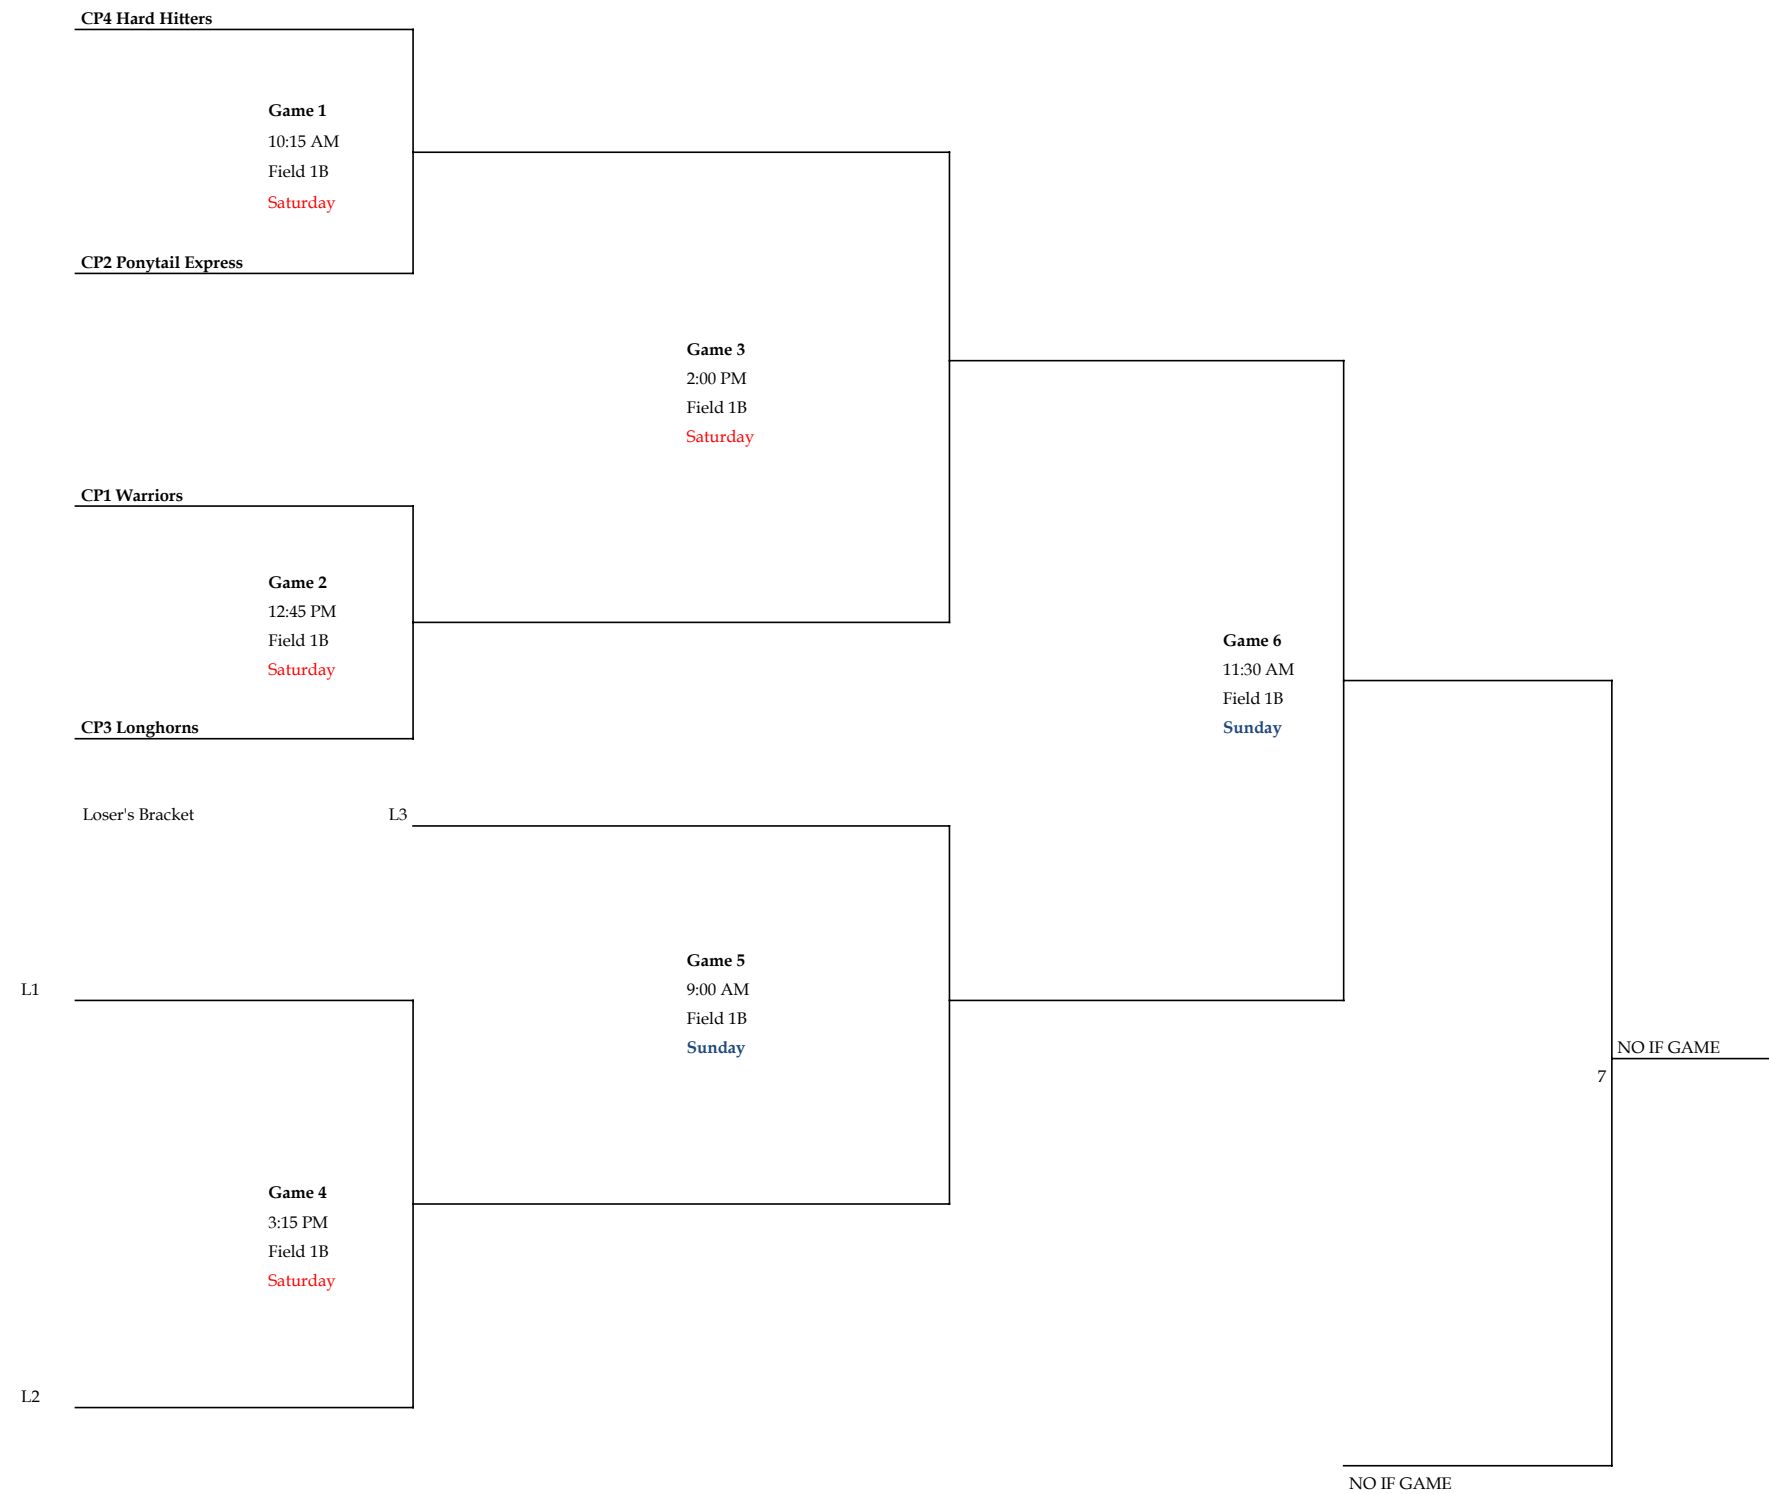 CP4 Hard Hitters
Game 1
10:15 AM
Field 1B
Saturday
CP2 Ponytail Express
Game 3
2:00 PM
Field 1B
Saturday
CP1 Warriors
Game 2
12:45 PM
Field 1B
Saturday
CP3 Longhorns
Game 6
11:30 AM
Field 1B
Sunday
Loser's Bracket
L3
Game 5
9:00 AM
Field 1B
Sunday
L1
NO IF GAME
7
Game 4
3:15 PM
Field 1B
Saturday
L2
NO IF GAME